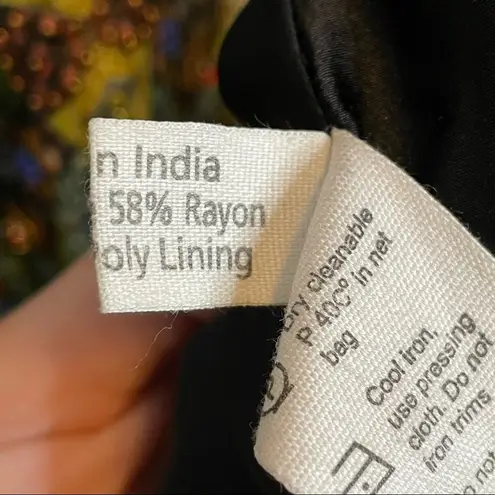 n India
58% Rayon
oly Lining
Dry cleanable
P 40C° in net
bag
Cool iron,
use pressing
cloth. Do not
iron trims
not